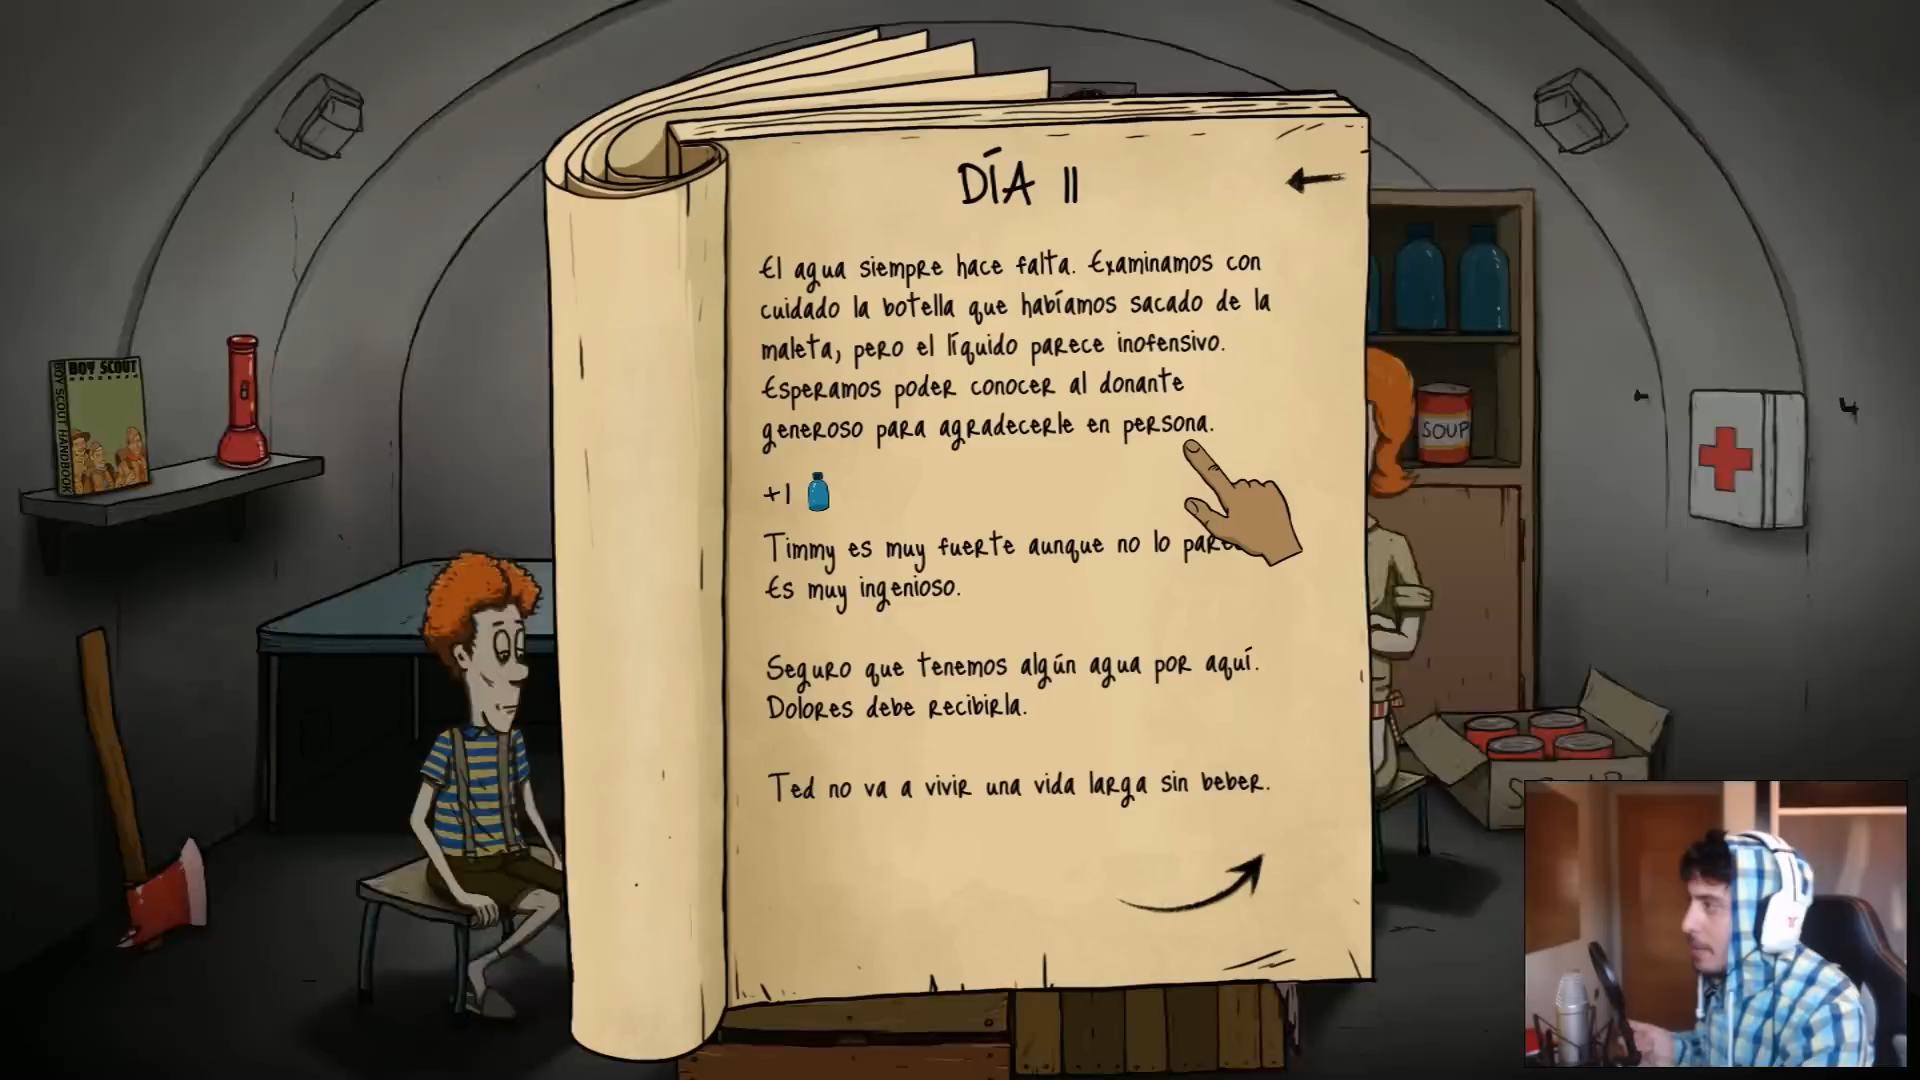 DÍA 11
El agua siempre hace falta. Examinamos con
cuidado la botella que habíamos sacado de la
maleta, pero el líquido parece inofensivo.
Esperamos poder conocer al donante
generoso para agradecerle en persona.
+1
Timmy es muy fuerte aunque no lo
Es muy ingenioso.
Seguro que tenemos algún agua por aquí.
Dolores debe recibirla.
Ted no va a vivir una vida larga sin beber.
BOY SCOUT
BOY SCOUT HANDBOOK
SOUP